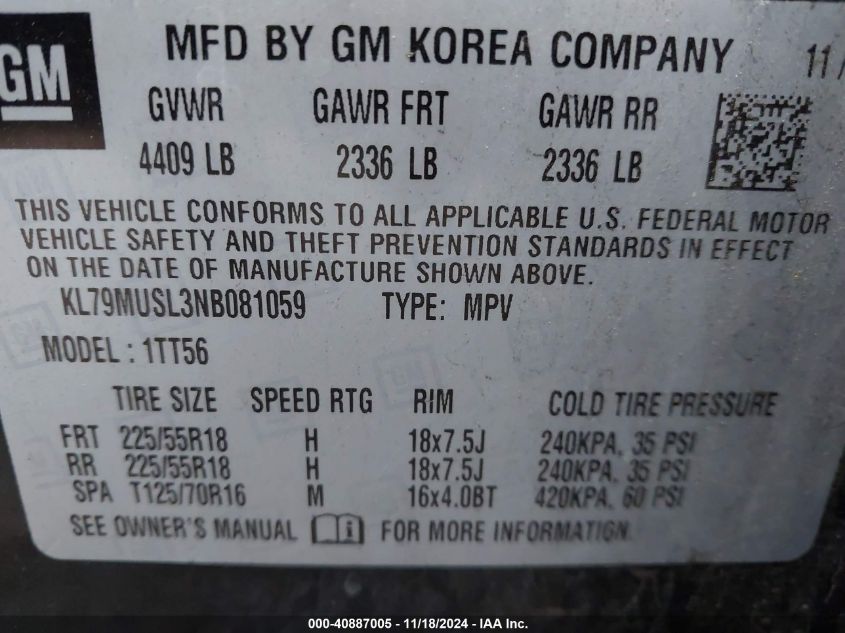 GM
MFD BY GM KOREA COMPANY 11/
GVWR GAWR FRT GAWR RR
4409 LB 2336 LB 2336 LB
THIS VEHICLE CONFORMS TO ALL APPLICABLE U.S. FEDERAL MOTOR
VEHICLE SAFETY AND THEFT PREVENTION STANDARDS IN EFFECT
ON THE DATE OF MANUFACTURE SHOWN ABOVE.
KL79MUSL3NB081059 TYPE: MPV
MODEL : 1TT56
TIRE SIZE SPEED RTG RIM COLD TIRE PRESSURE
FRT 225/55R18 H 18x7.5J 240KPA, 35 PSI
RR 225/55R18 H 18x7.5J 240KPA, 35 PSI
SPA T125/70R16 M 16x4.0BT 420KPA, 60 PSI
SEE OWNER'S MANUAL i FOR MORE INFORMATION.
000-40887005 - 11/18/2024 - IAA Inc.